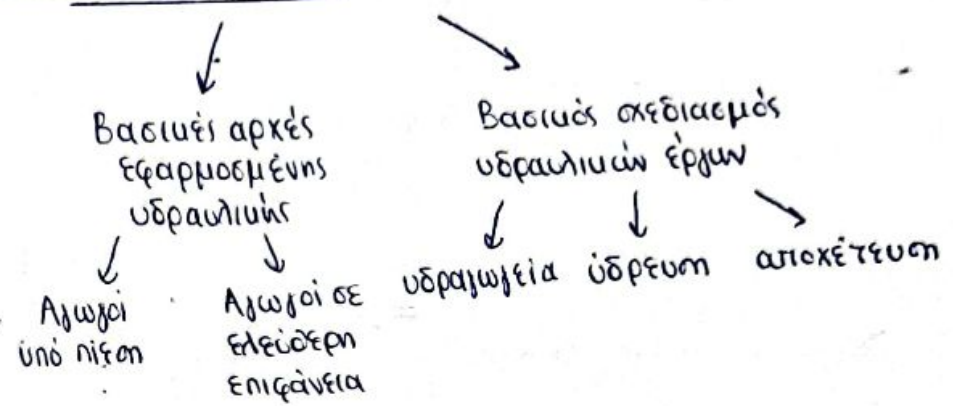 Βασικές αρχές
εφαρμοσμένης
υδραυλικής
Βασικός σχεδιασμός
υδραυλικών έργων
Αγωγοί
υπό πίεση
Αγωγοί σε
ελεύθερη
επιφάνεια
υδραγωγεία ύδρευση αποχέτευση